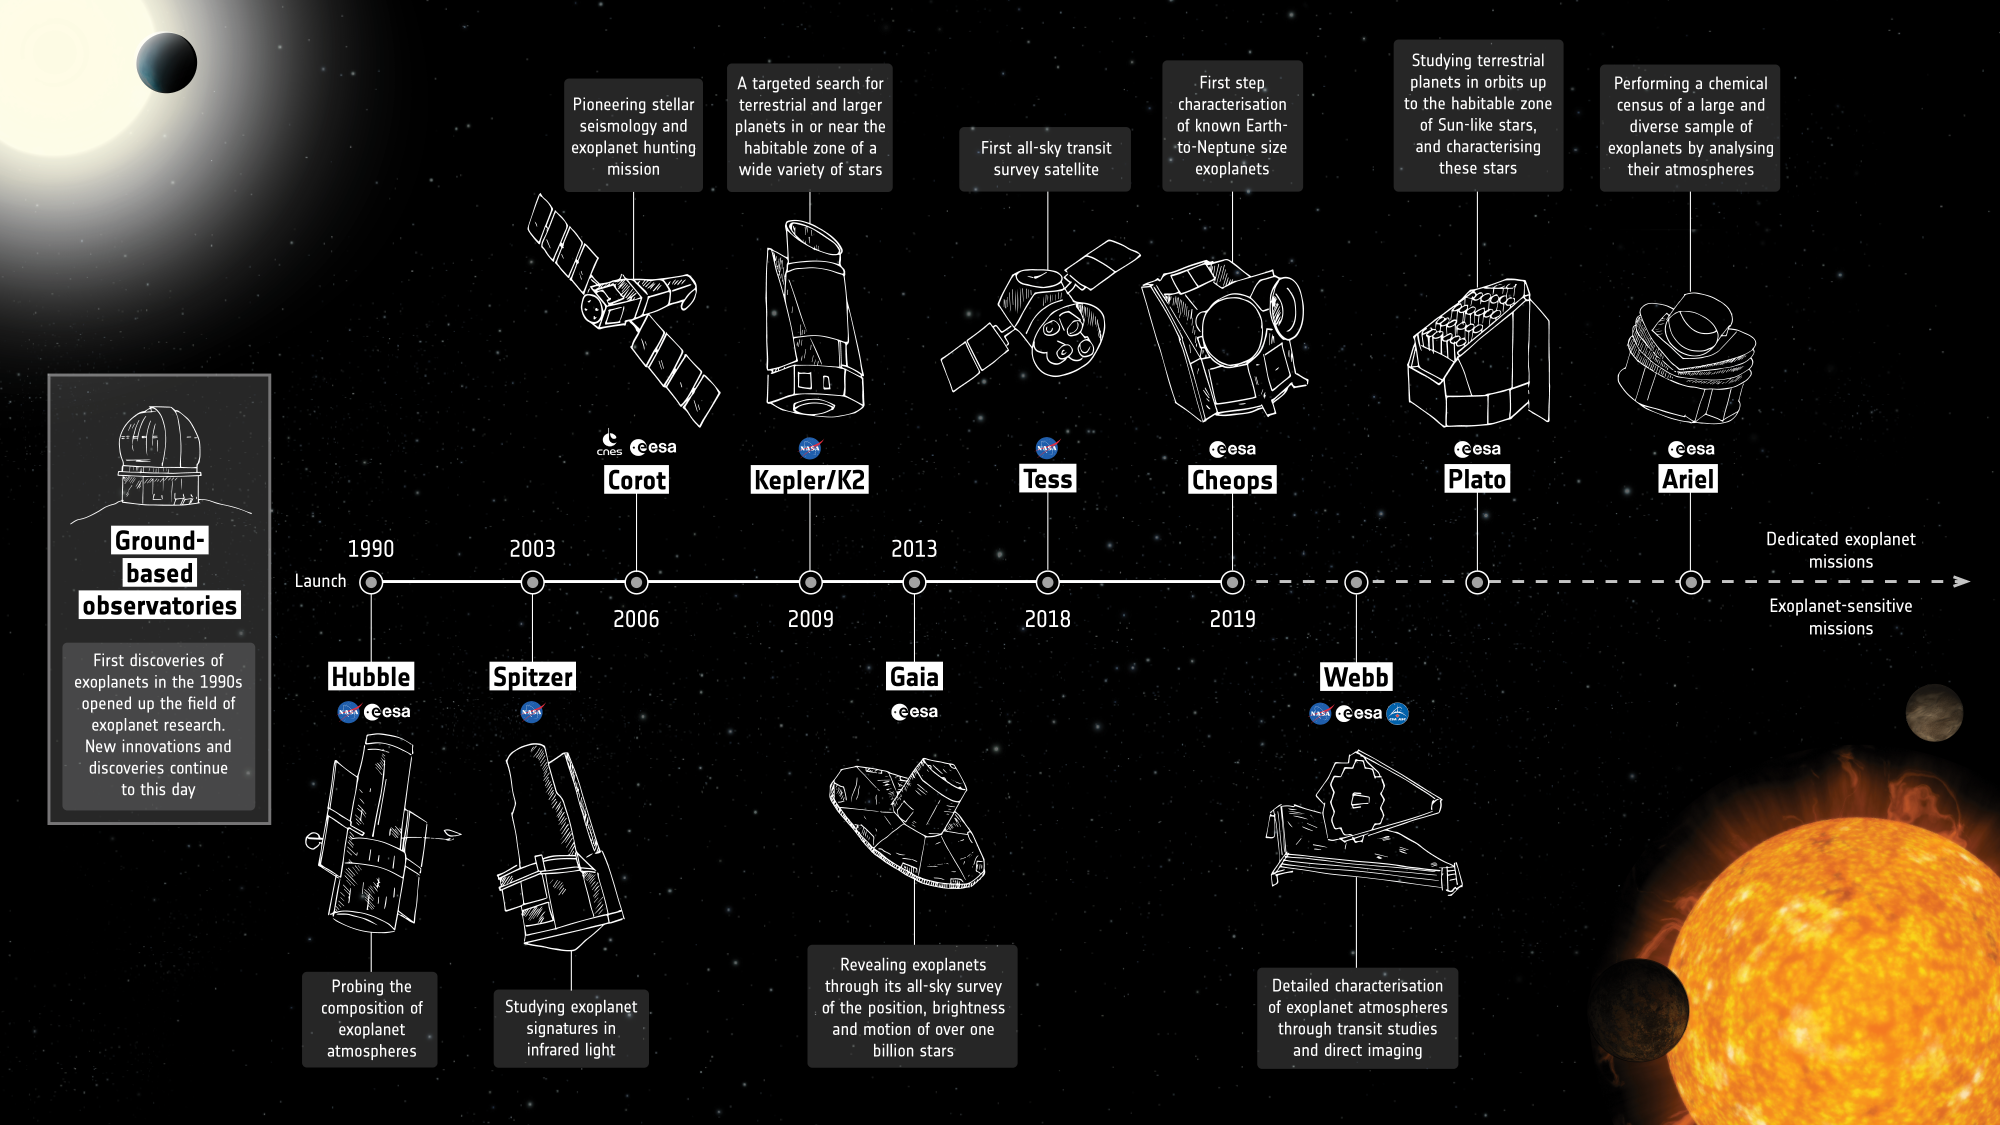 Pioneering stellar
seismology and
exoplanet hunting
mission
A targeted search for
terrestrial and larger
planets in or near the
habitable zone of a
wide variety of stars
First all-sky transit
survey satellite
First step
characterisation
of known Earth-
to-Neptune size
exoplanets
Studying terrestrial
planets in orbits up
to the habitable zone
of Sun-like stars,
and characterising
these stars
Performing a chemical
census of a large and
diverse sample of
exoplanets by analysing
their atmospheres
cnes esa
Corot
NASA
Kepler/K2
NASA
Tess
esa
Cheops
esa
Plato
esa
Ariel
Ground-
based
observatories
First discoveries of
exoplanets in the 1990s
opened up the field of
exoplanet research.
New innovations and
discoveries continue
to this day
Launch
1990
2003
2006
2009
2013
2018
2019
Dedicated exoplanet
missions
Exoplanet-sensitive
missions
Hubble
NASA esa
Spitzer
NASA
Gaia
esa
Webb
NASA esa
Probing the
composition of
exoplanet
atmospheres
Studying exoplanet
signatures in
infrared light
Revealing exoplanets
through its all-sky survey
of the position, brightness
and motion of over one
billion stars
Detailed characterisation
of exoplanet atmospheres
through transit studies
and direct imaging